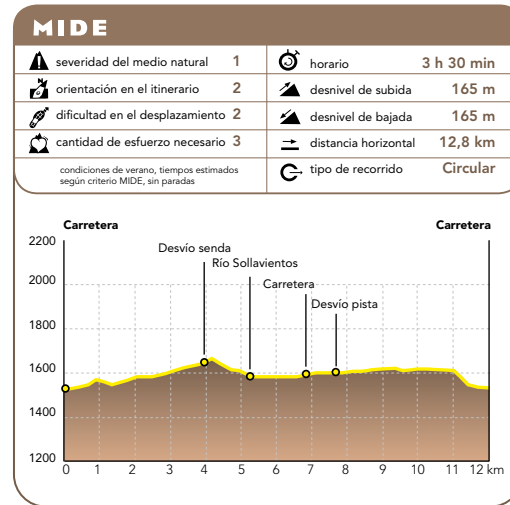 MIDE
severidad del medio natural 1
orientación en el itinerario 2
dificultad en el desplazamiento 2
cantidad de esfuerzo necesario 3
condiciones de verano, tiempos estimados
según criterio MIDE, sin paradas
horario 3 h 30 min
desnivel de subida 165 m
desnivel de bajada 165 m
distancia horizontal 12,8 km
tipo de recorrido Circular
Carretera Carretera
Desvío senda
Río Sollavientos
Carretera
Desvío pista
2200
2000
1800
1600
1400
1200
0 1 2 3 4 5 6 7 8 9 10 11 12 km